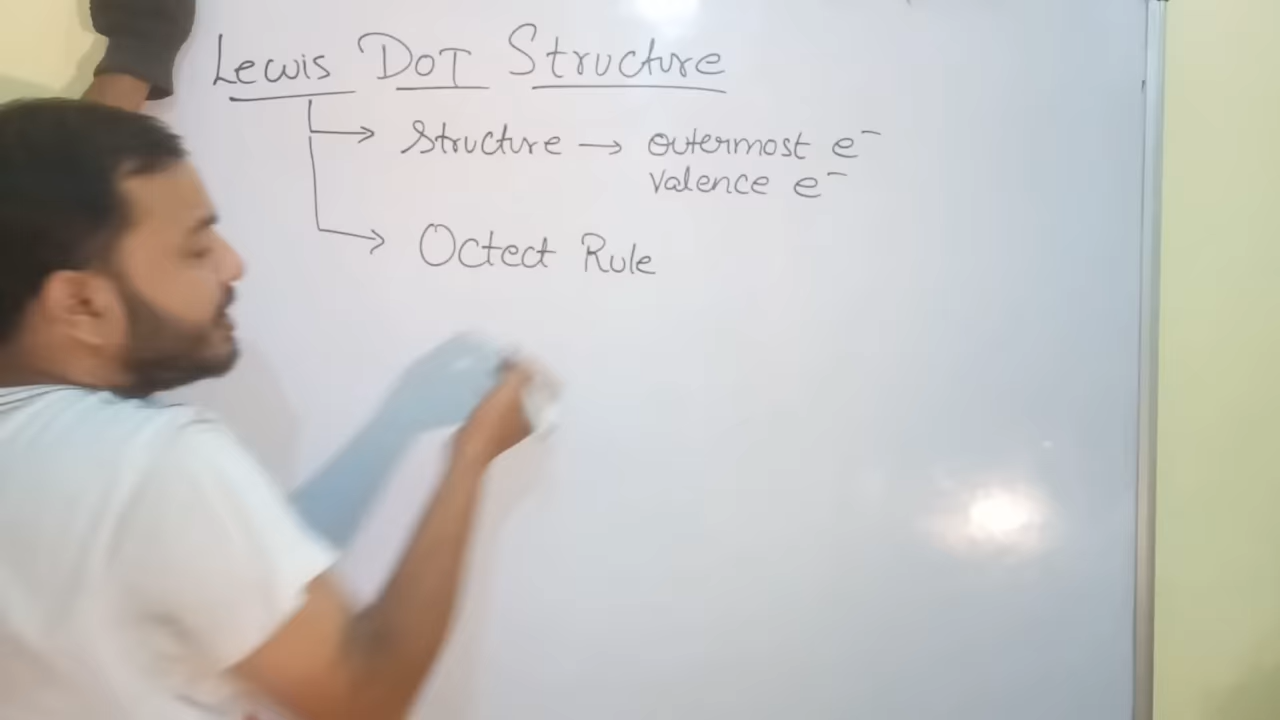 Lewis DOT Structure
Structure → outermost e⁻
valence e⁻
Octect Rule